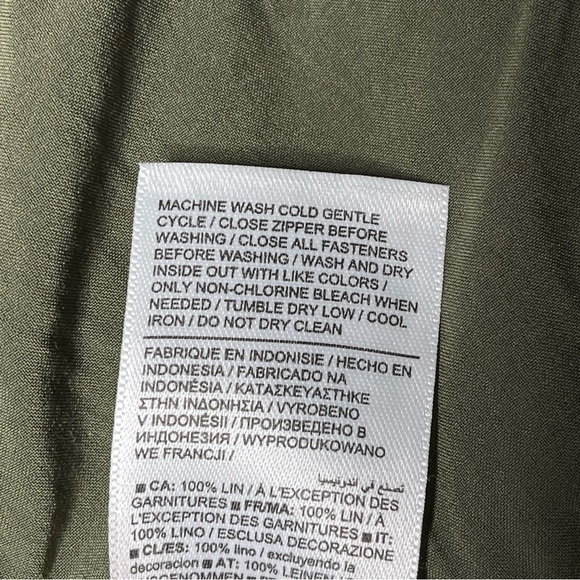 MACHINE WASH COLD GENTLE
CYCLE / CLOSE ZIPPER BEFORE
WASHING / CLOSE ALL FASTENERS
BEFORE WASHING / WASH AND DRY
INSIDE OUT WITH LIKE COLORS /
ONLY NON-CHLORINE BLEACH WHEN
NEEDED / TUMBLE DRY LOW / COOL
IRON / DO NOT DRY CLEAN
FABRIQUE EN INDONISIE / HECHO EN
INDONESIA / FABRICADO NA
INDONÉSIA / ΚΑΤΑΣΚΕΥΑΣΤΗΚΕ
ΣΤΗΝ ΙΝΔΟΝΗΣΙΑ / VYROBENO
V INDONÉSII / ПРОИЗВЕДЕНО В
ИНДОНЕЗИЯ / WYPRODUKOWANO
WE FRANCJI /
تصنع في اندونيسيا
CA: 100% LIN / À L'EXCEPTION DES
GARNITURES ■ FR/MA: 100% LIN / À
L'EXCEPTION DES GARNITURES ■ IT:
100% LINO / ESCLUSA DECORAZIONE
■ CL/ES: 100% lino / excluyendo la
decoracion ■ AT: 100% LEINEN /